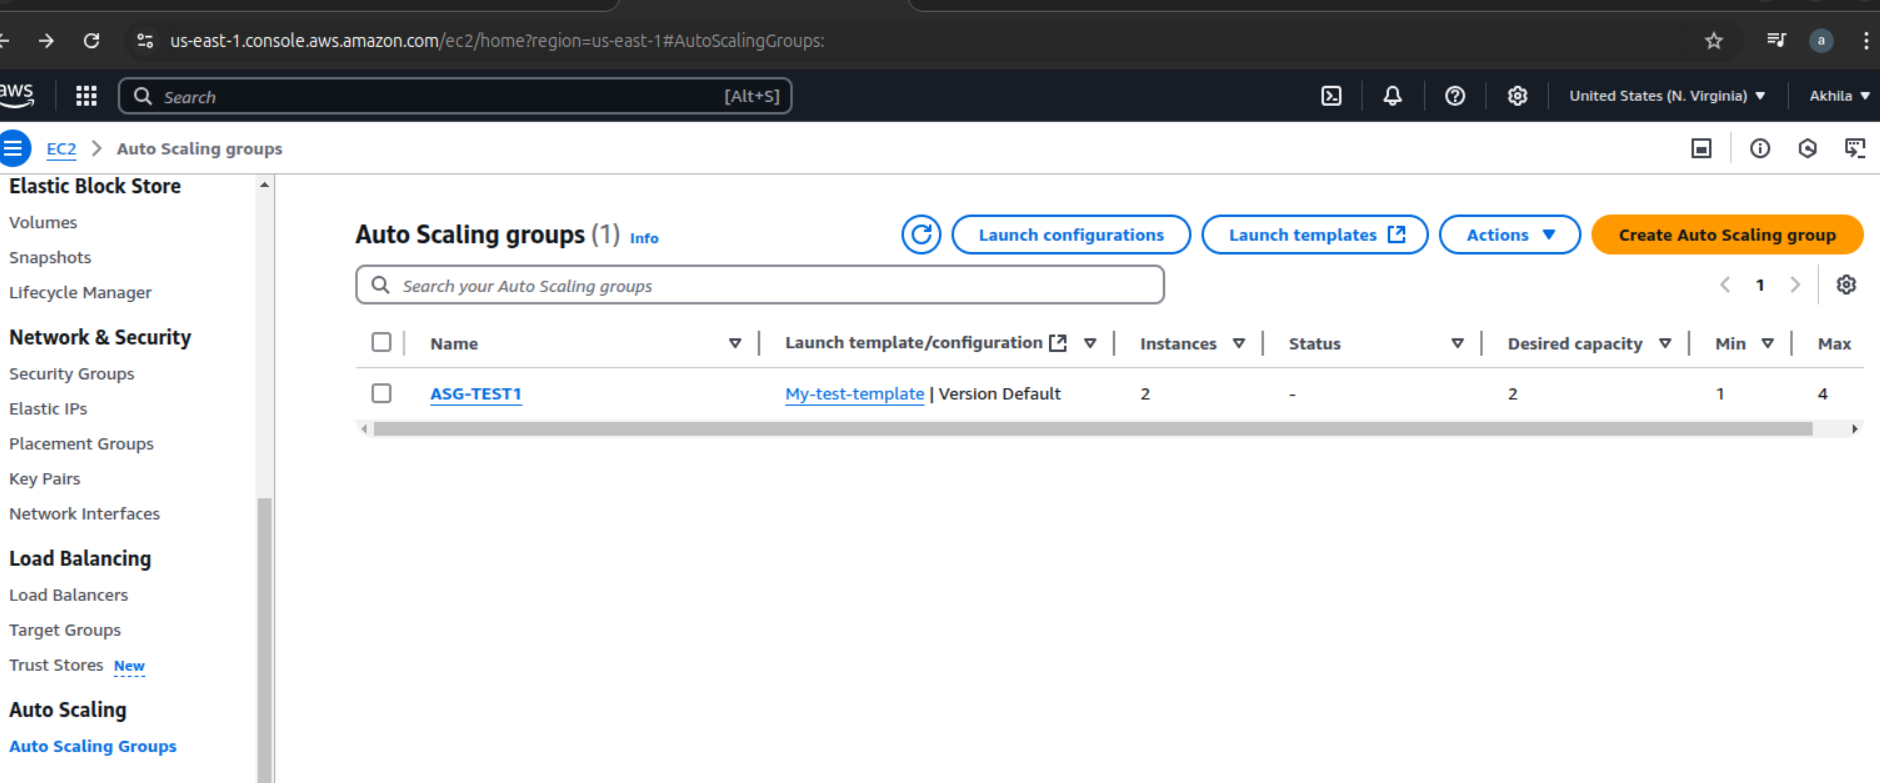 us-east-1.console.aws.amazon.com/ec2/home?region=us-east-1#AutoScalingGroups:
a
aws
Search
[Alt+S]
United States (N. Virginia)
Akhila
EC2
Auto Scaling groups
Elastic Block Store
Volumes
Snapshots
Lifecycle Manager
Network & Security
Security Groups
Elastic IPs
Placement Groups
Key Pairs
Network Interfaces
Load Balancing
Load Balancers
Target Groups
Trust Stores New
Auto Scaling
Auto Scaling Groups
Auto Scaling groups (1) Info
Launch configurations
Launch templates
Actions
Create Auto Scaling group
Search your Auto Scaling groups
1
Name Launch template/configuration Instances Status Desired capacity Min Max
ASG-TEST1 My-test-template | Version Default 2 - 2 1 4